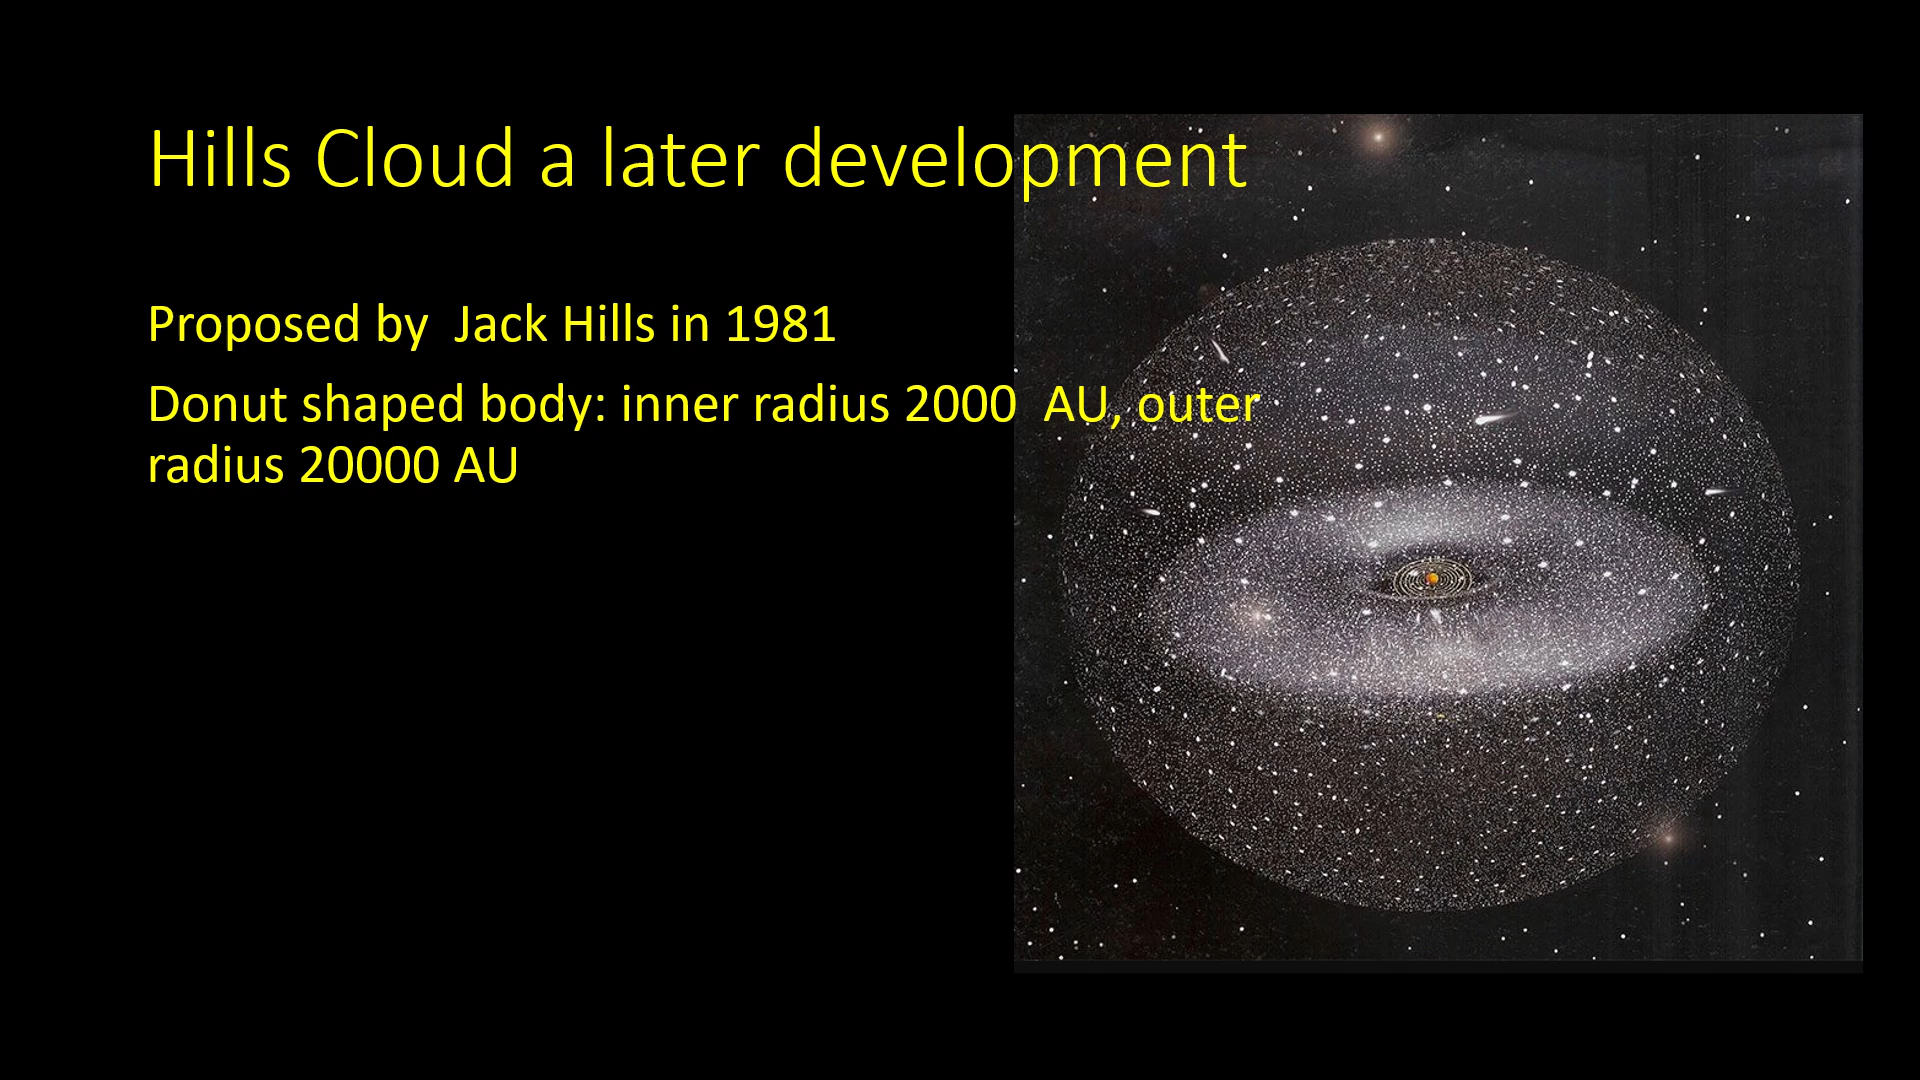 Hills Cloud a later development
Proposed by  Jack Hills in 1981
Donut shaped body: inner radius 2000  AU, outer
radius 20000 AU